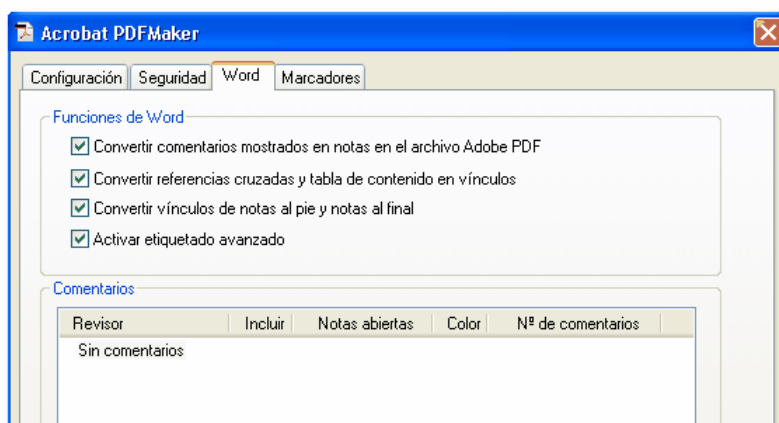 Acrobat PDFMaker
Configuración Seguridad Word Marcadores
Funciones de Word
Convertir comentarios mostrados en notas en el archivo Adobe PDF
Convertir referencias cruzadas y tabla de contenido en vínculos
Convertir vínculos de notas al pie y notas al final
Activar etiquetado avanzado
Comentarios
Revisor Incluir Notas abiertas Color Nº de comentarios
Sin comentarios